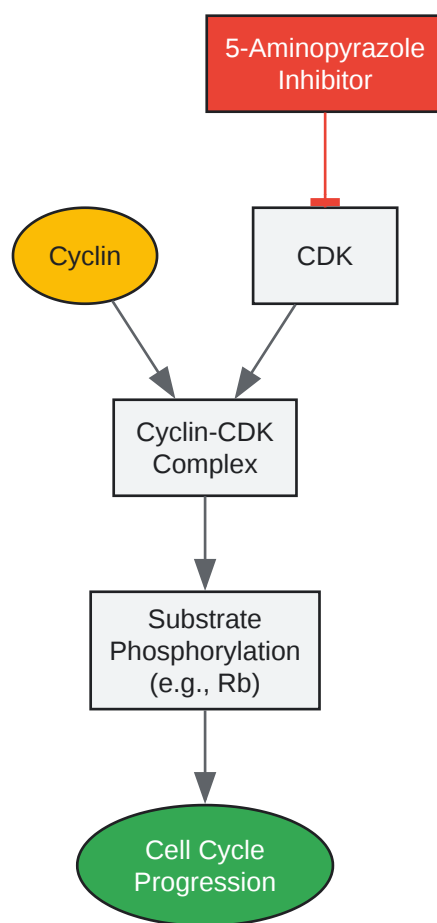 5-Aminopyrazole
Inhibitor
Cyclin
CDK
Cyclin-CDK
Complex
Substrate
Phosphorylation
(e.g., Rb)
Cell Cycle
Progression